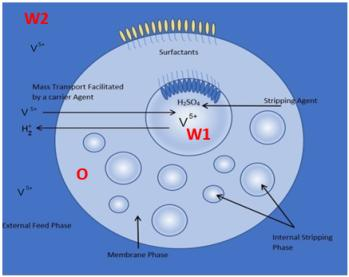 W2
V5+
Surfactants
Mass Transport Facilitated
by a carrier Agent
H2SO4
Stripping Agent
V5+
V5+
H2+
W1
O
V5+
External Feed Phase
Internal Stripping
Phase
Membrane Phase